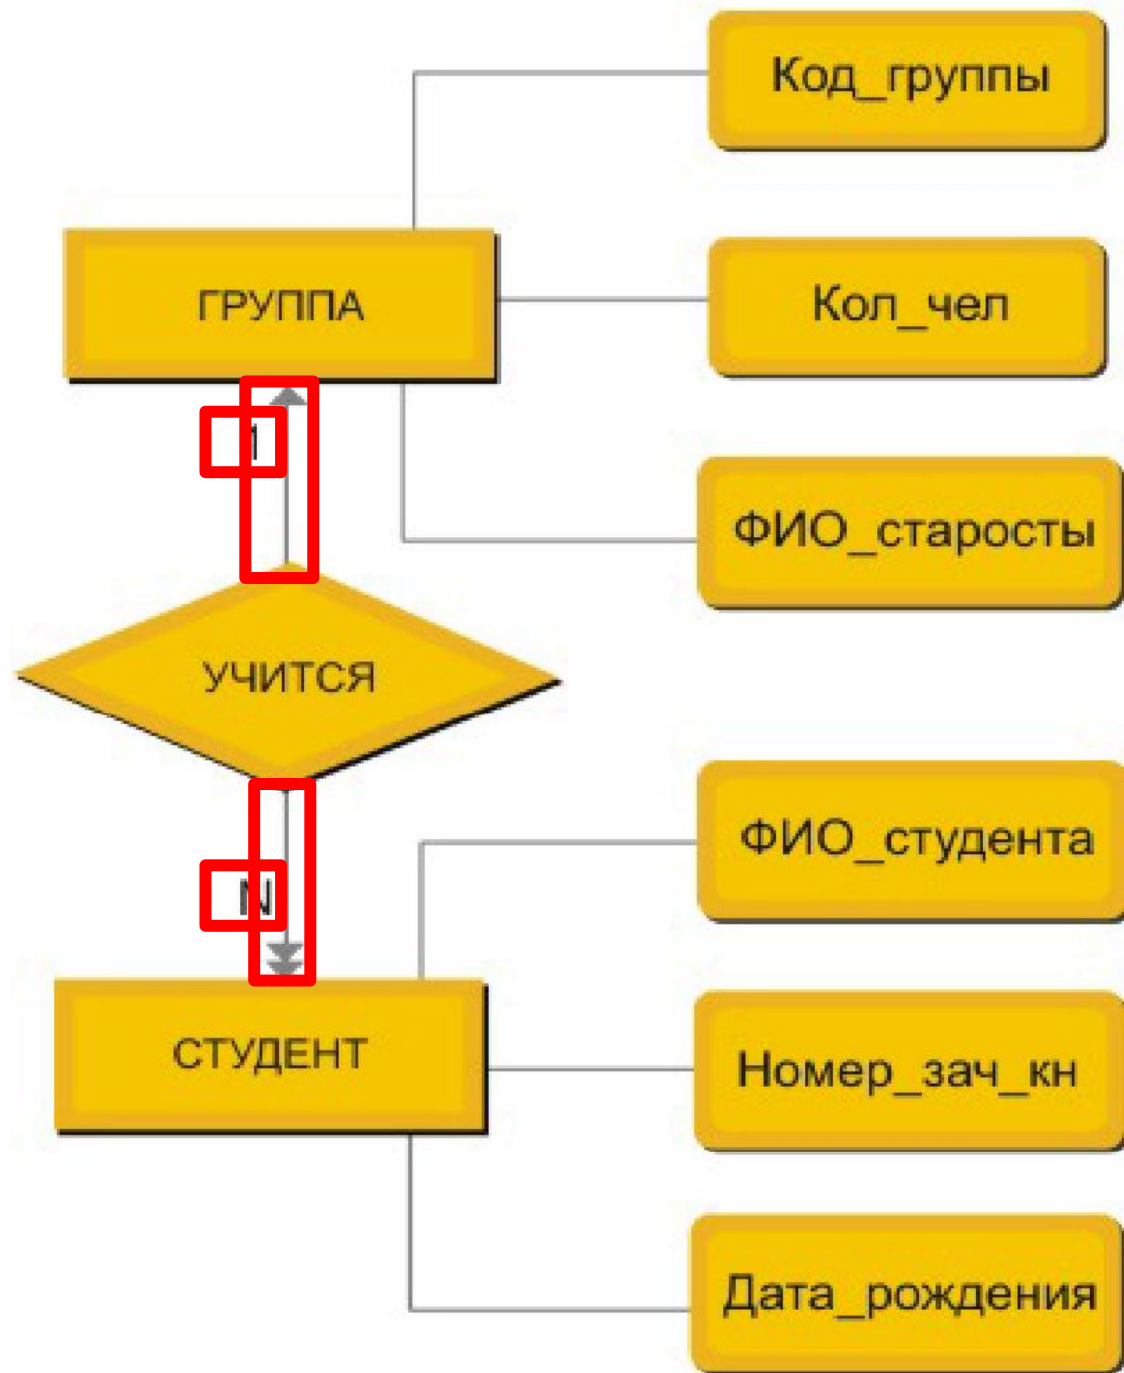 Код_группы
ГРУППА
Кол_чел
1
ФИО_старосты
УЧИТСЯ
ФИО_студента
N
СТУДЕНТ
Номер_зач_кн
Дата_рождения